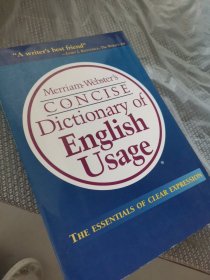 "A writer's best friend"
Merriam-Webster's
CONCISE
Dictionary of
English
Usage
®
THE ESSENTIALS OF CLEAR EXPRESSION